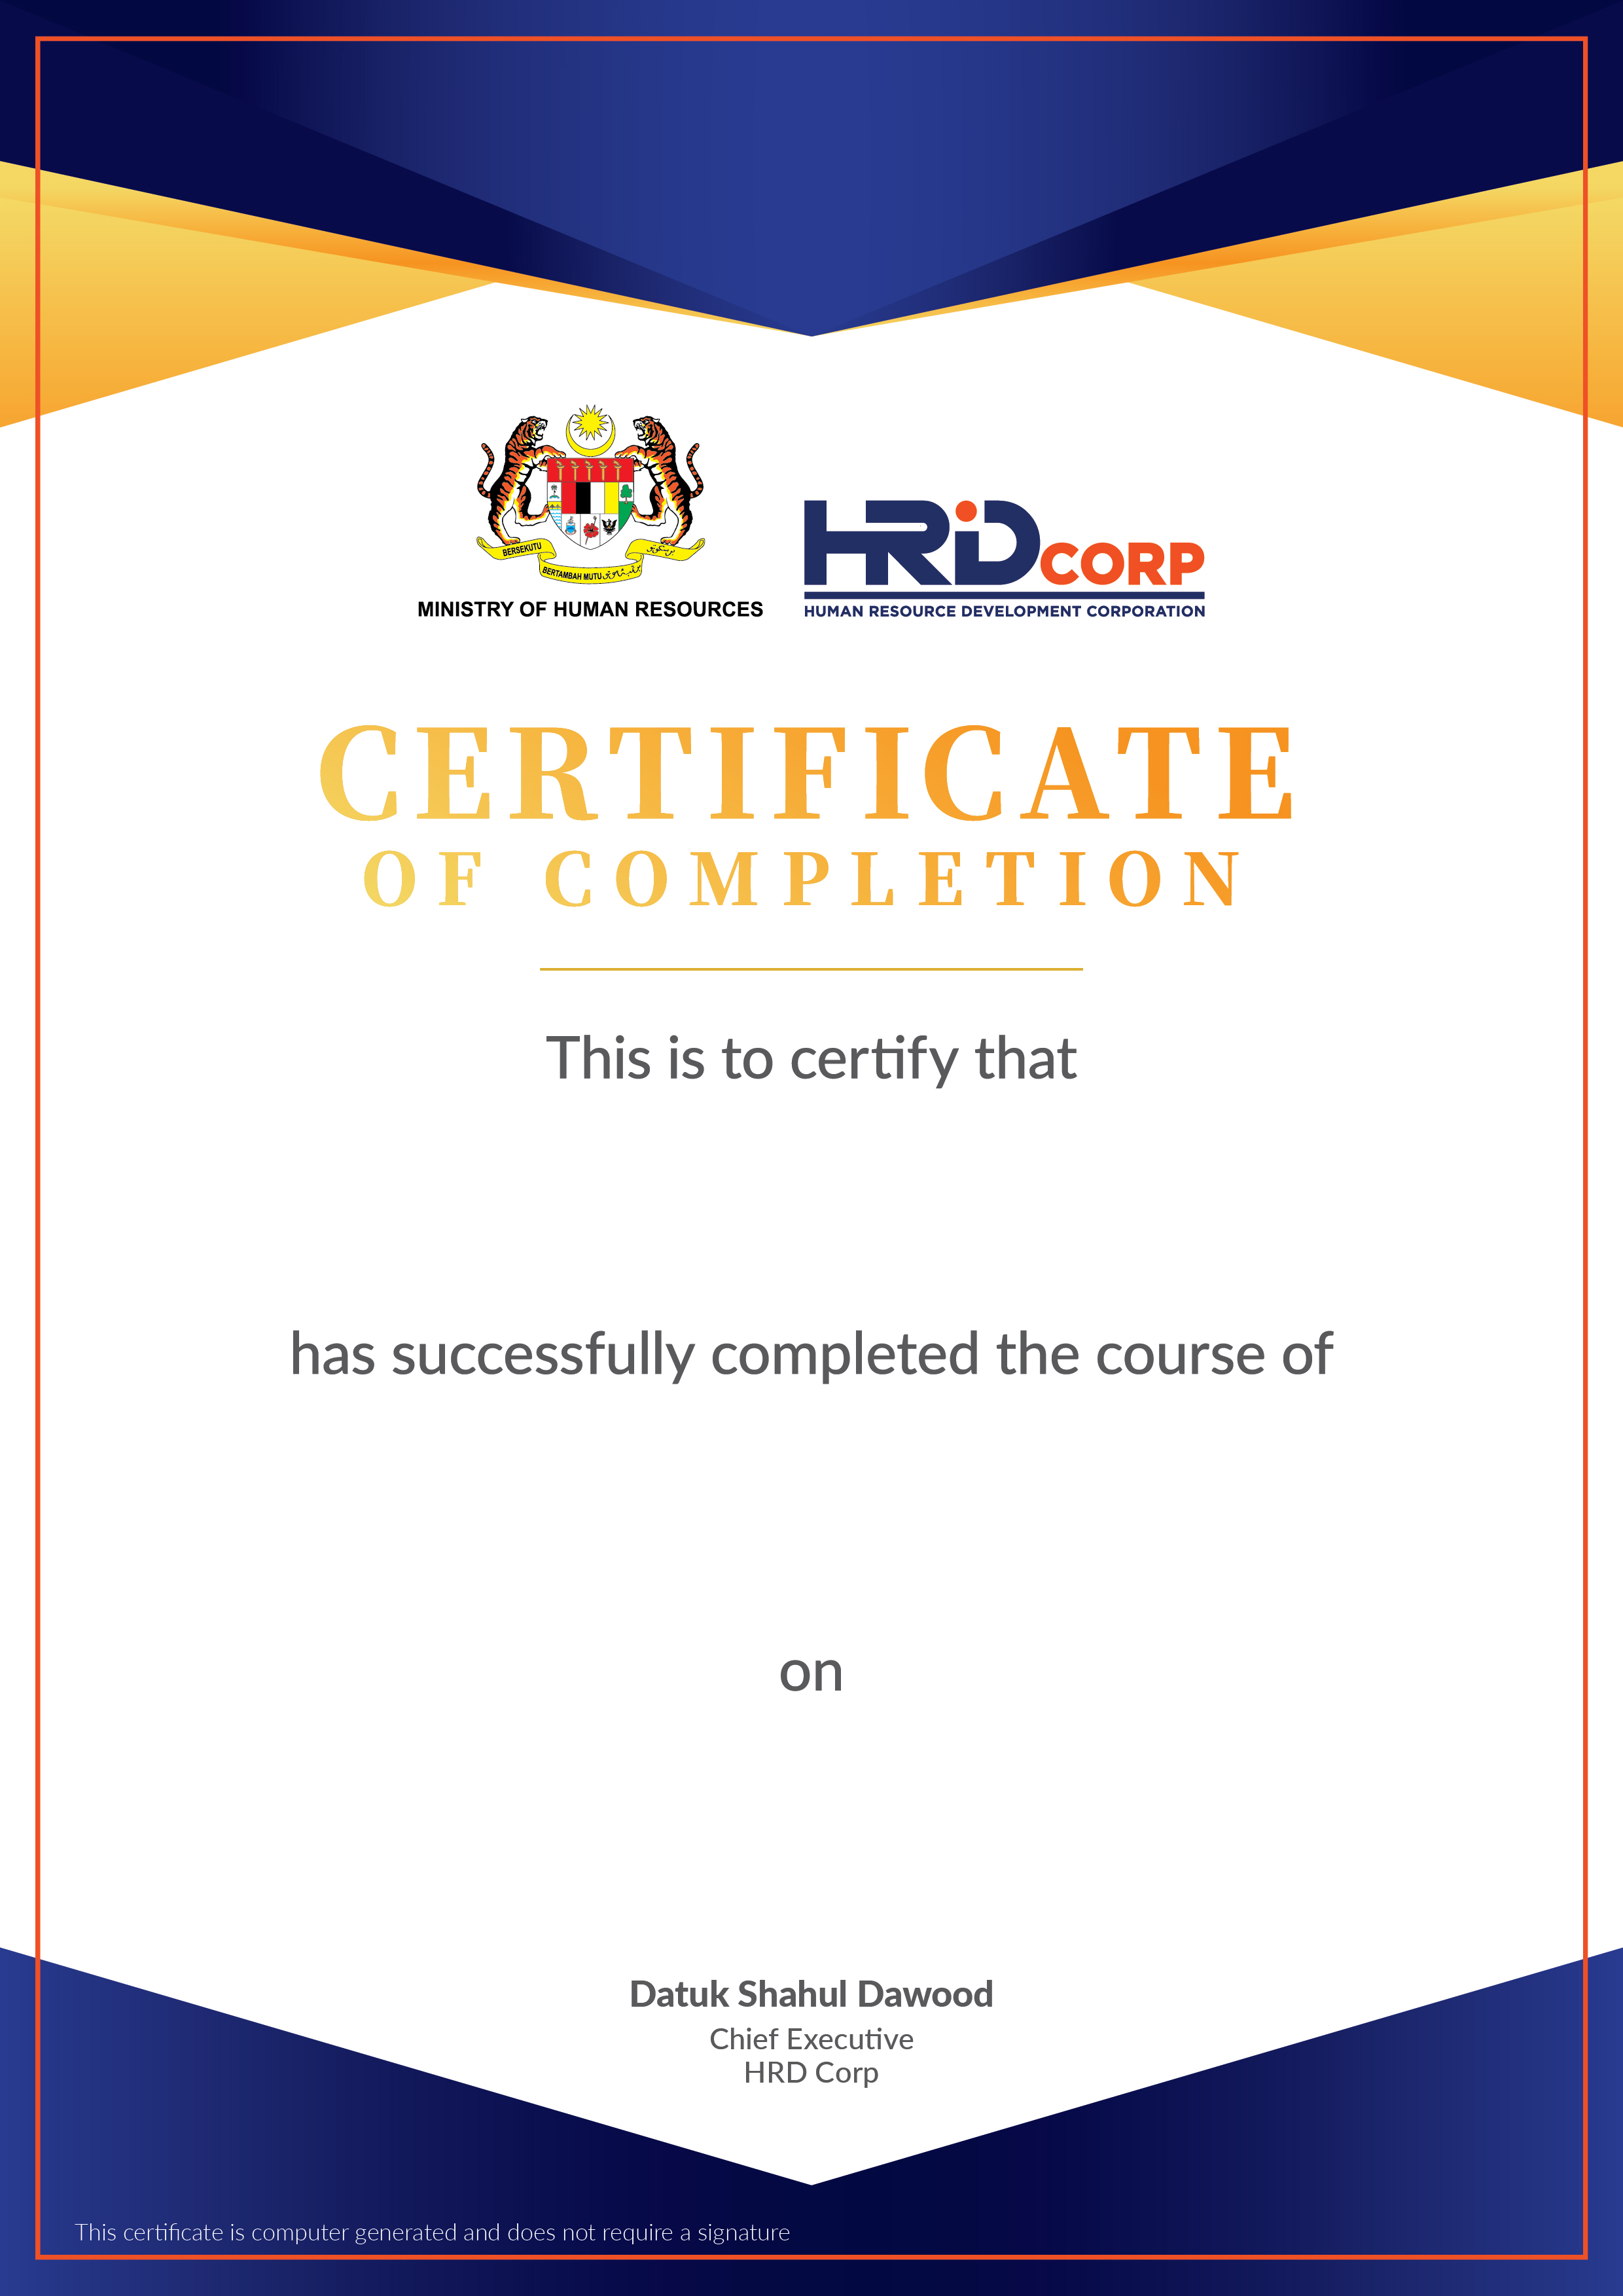 BERSEKUTU
BERTAMBAH MUTU
MINISTRY OF HUMAN RESOURCES
HRD CORP
HUMAN RESOURCE DEVELOPMENT CORPORATION
CERTIFICATE
OF COMPLETION
This is to certify that
has successfully completed the course of
on
Datuk Shahul Dawood
Chief Executive
HRD Corp
This certificate is computer generated and does not require a signature